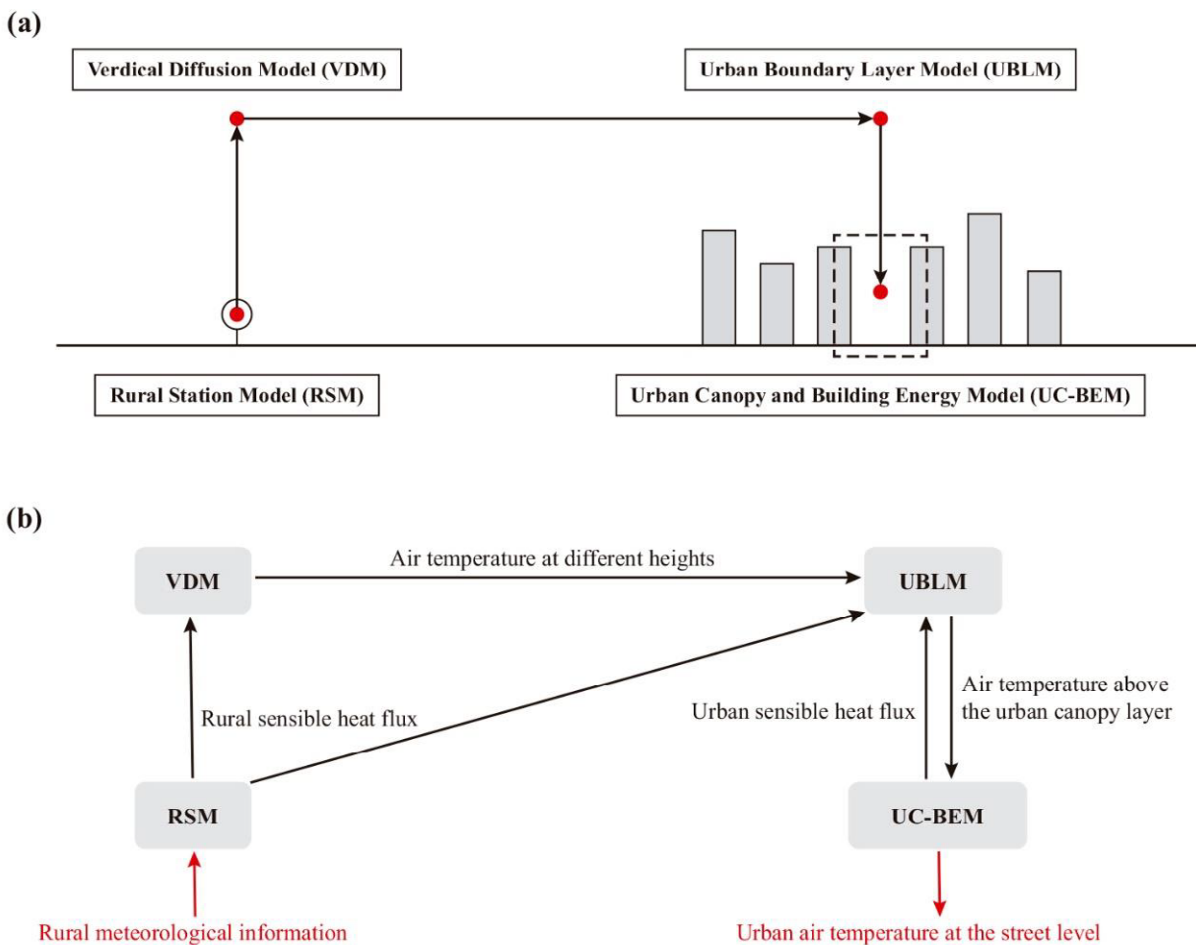 (a)
Verdical Diffusion Model (VDM)
Urban Boundary Layer Model (UBLM)
Rural Station Model (RSM)
Urban Canopy and Building Energy Model (UC-BEM)
(b)
VDM
Air temperature at different heights
UBLM
Rural sensible heat flux
Urban sensible heat flux
Air temperature above
the urban canopy layer
RSM
UC-BEM
Rural meteorological information
Urban air temperature at the street level